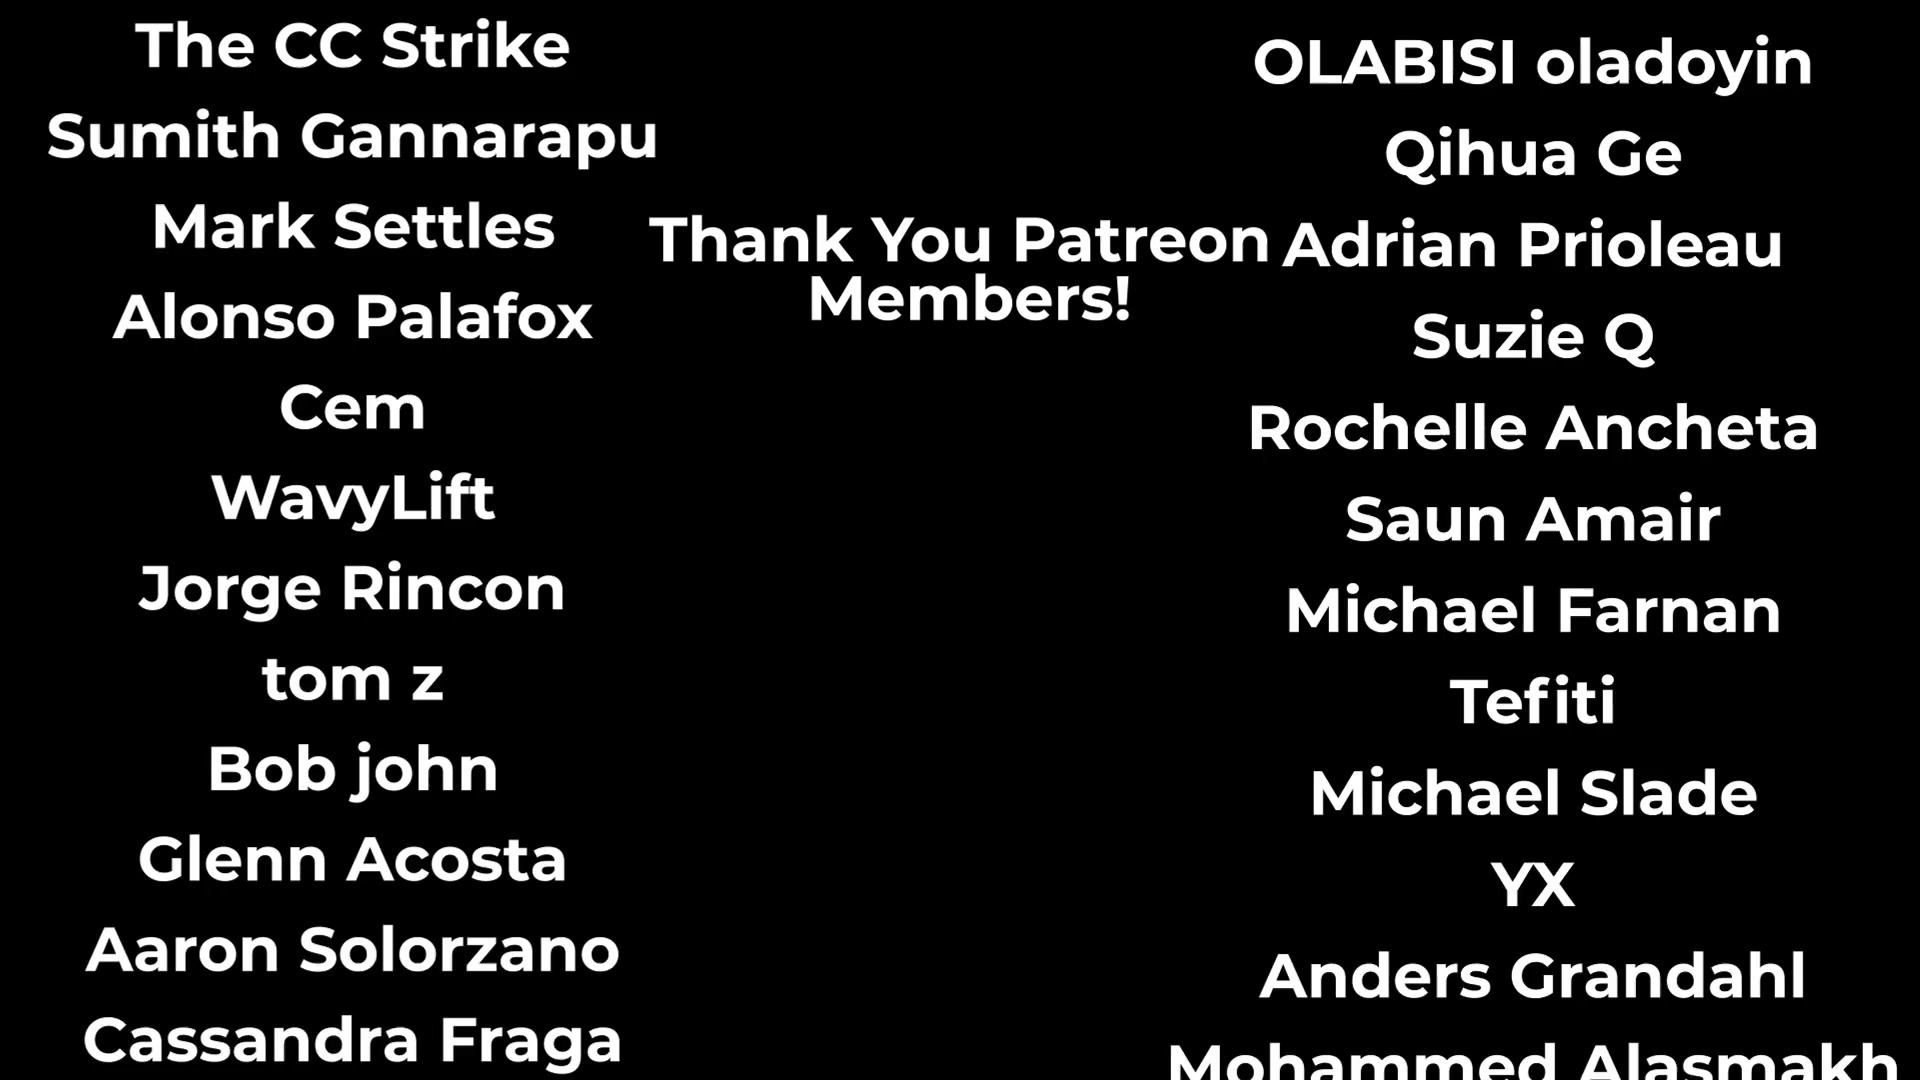 The CC Strike
Sumith Gannarapu
Mark Settles
Alonso Palafox
Cem
WavyLift
Jorge Rincon
tom z
Bob john
Glenn Acosta
Aaron Solorzano
Cassandra Fraga
Thank You Patreon
Members!
OLABISI oladoyin
Qihua Ge
Adrian Prioleau
Suzie Q
Rochelle Ancheta
Saun Amair
Michael Farnan
Tefiti
Michael Slade
YX
Anders Grandahl
Mohammed Alasmakh